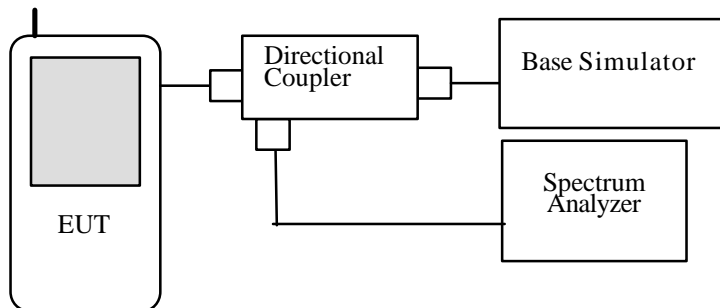 Directional
Coupler
Base Simulator
EUT
Spectrum
Analyzer